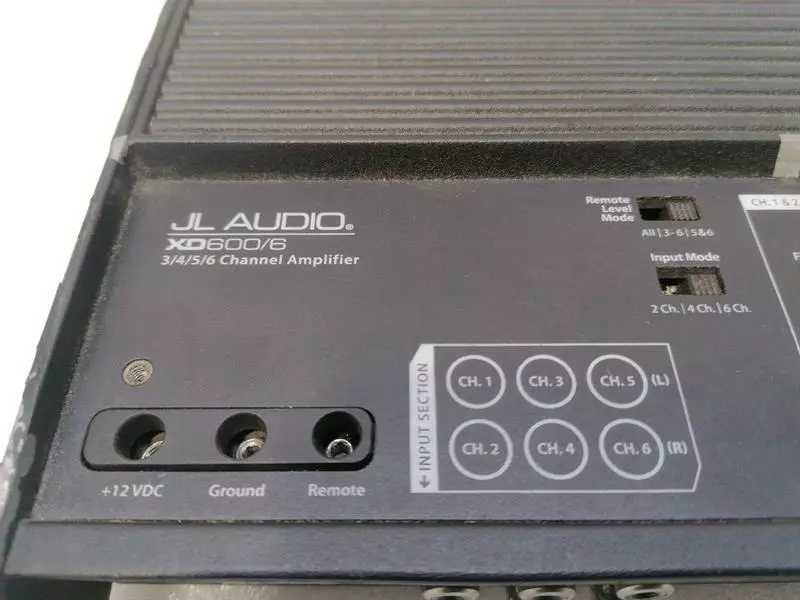 JL AUDIO®
XD600/6
3/4/5/6 Channel Amplifier
Remote
Level
Mode
All | 3-6 | 5&6
Input Mode
2 Ch. | 4 Ch. | 6 Ch.
CH. 1 & 2
F
INPUT SECTION
CH. 1 CH. 3 CH. 5 (L)
CH. 2 CH. 4 CH. 6 (R)
+12 VDC Ground Remote